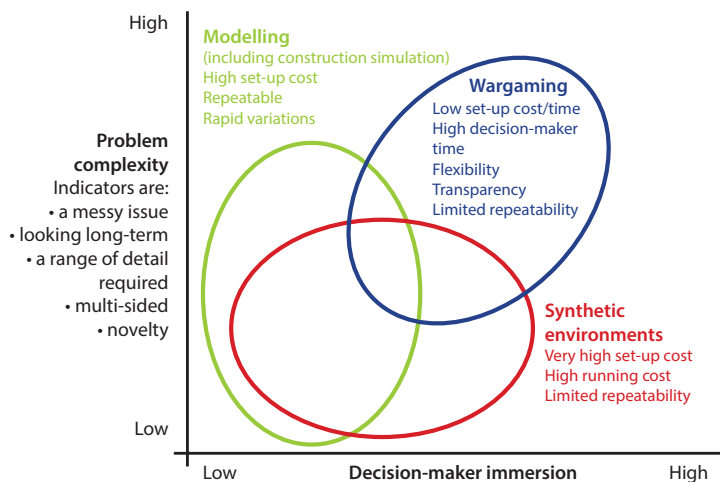 High
Problem
complexity
Indicators are:
• a messy issue
• looking long-term
• a range of detail
required
• multi-sided
• novelty
Low
Modelling
(including construction simulation)
High set-up cost
Repeatable
Rapid variations
Wargaming
Low set-up cost/time
High decision-maker
time
Flexibility
Transparency
Limited repeatability
Synthetic
environments
Very high set-up cost
High running cost
Limited repeatability
Low
Decision-maker immersion
High